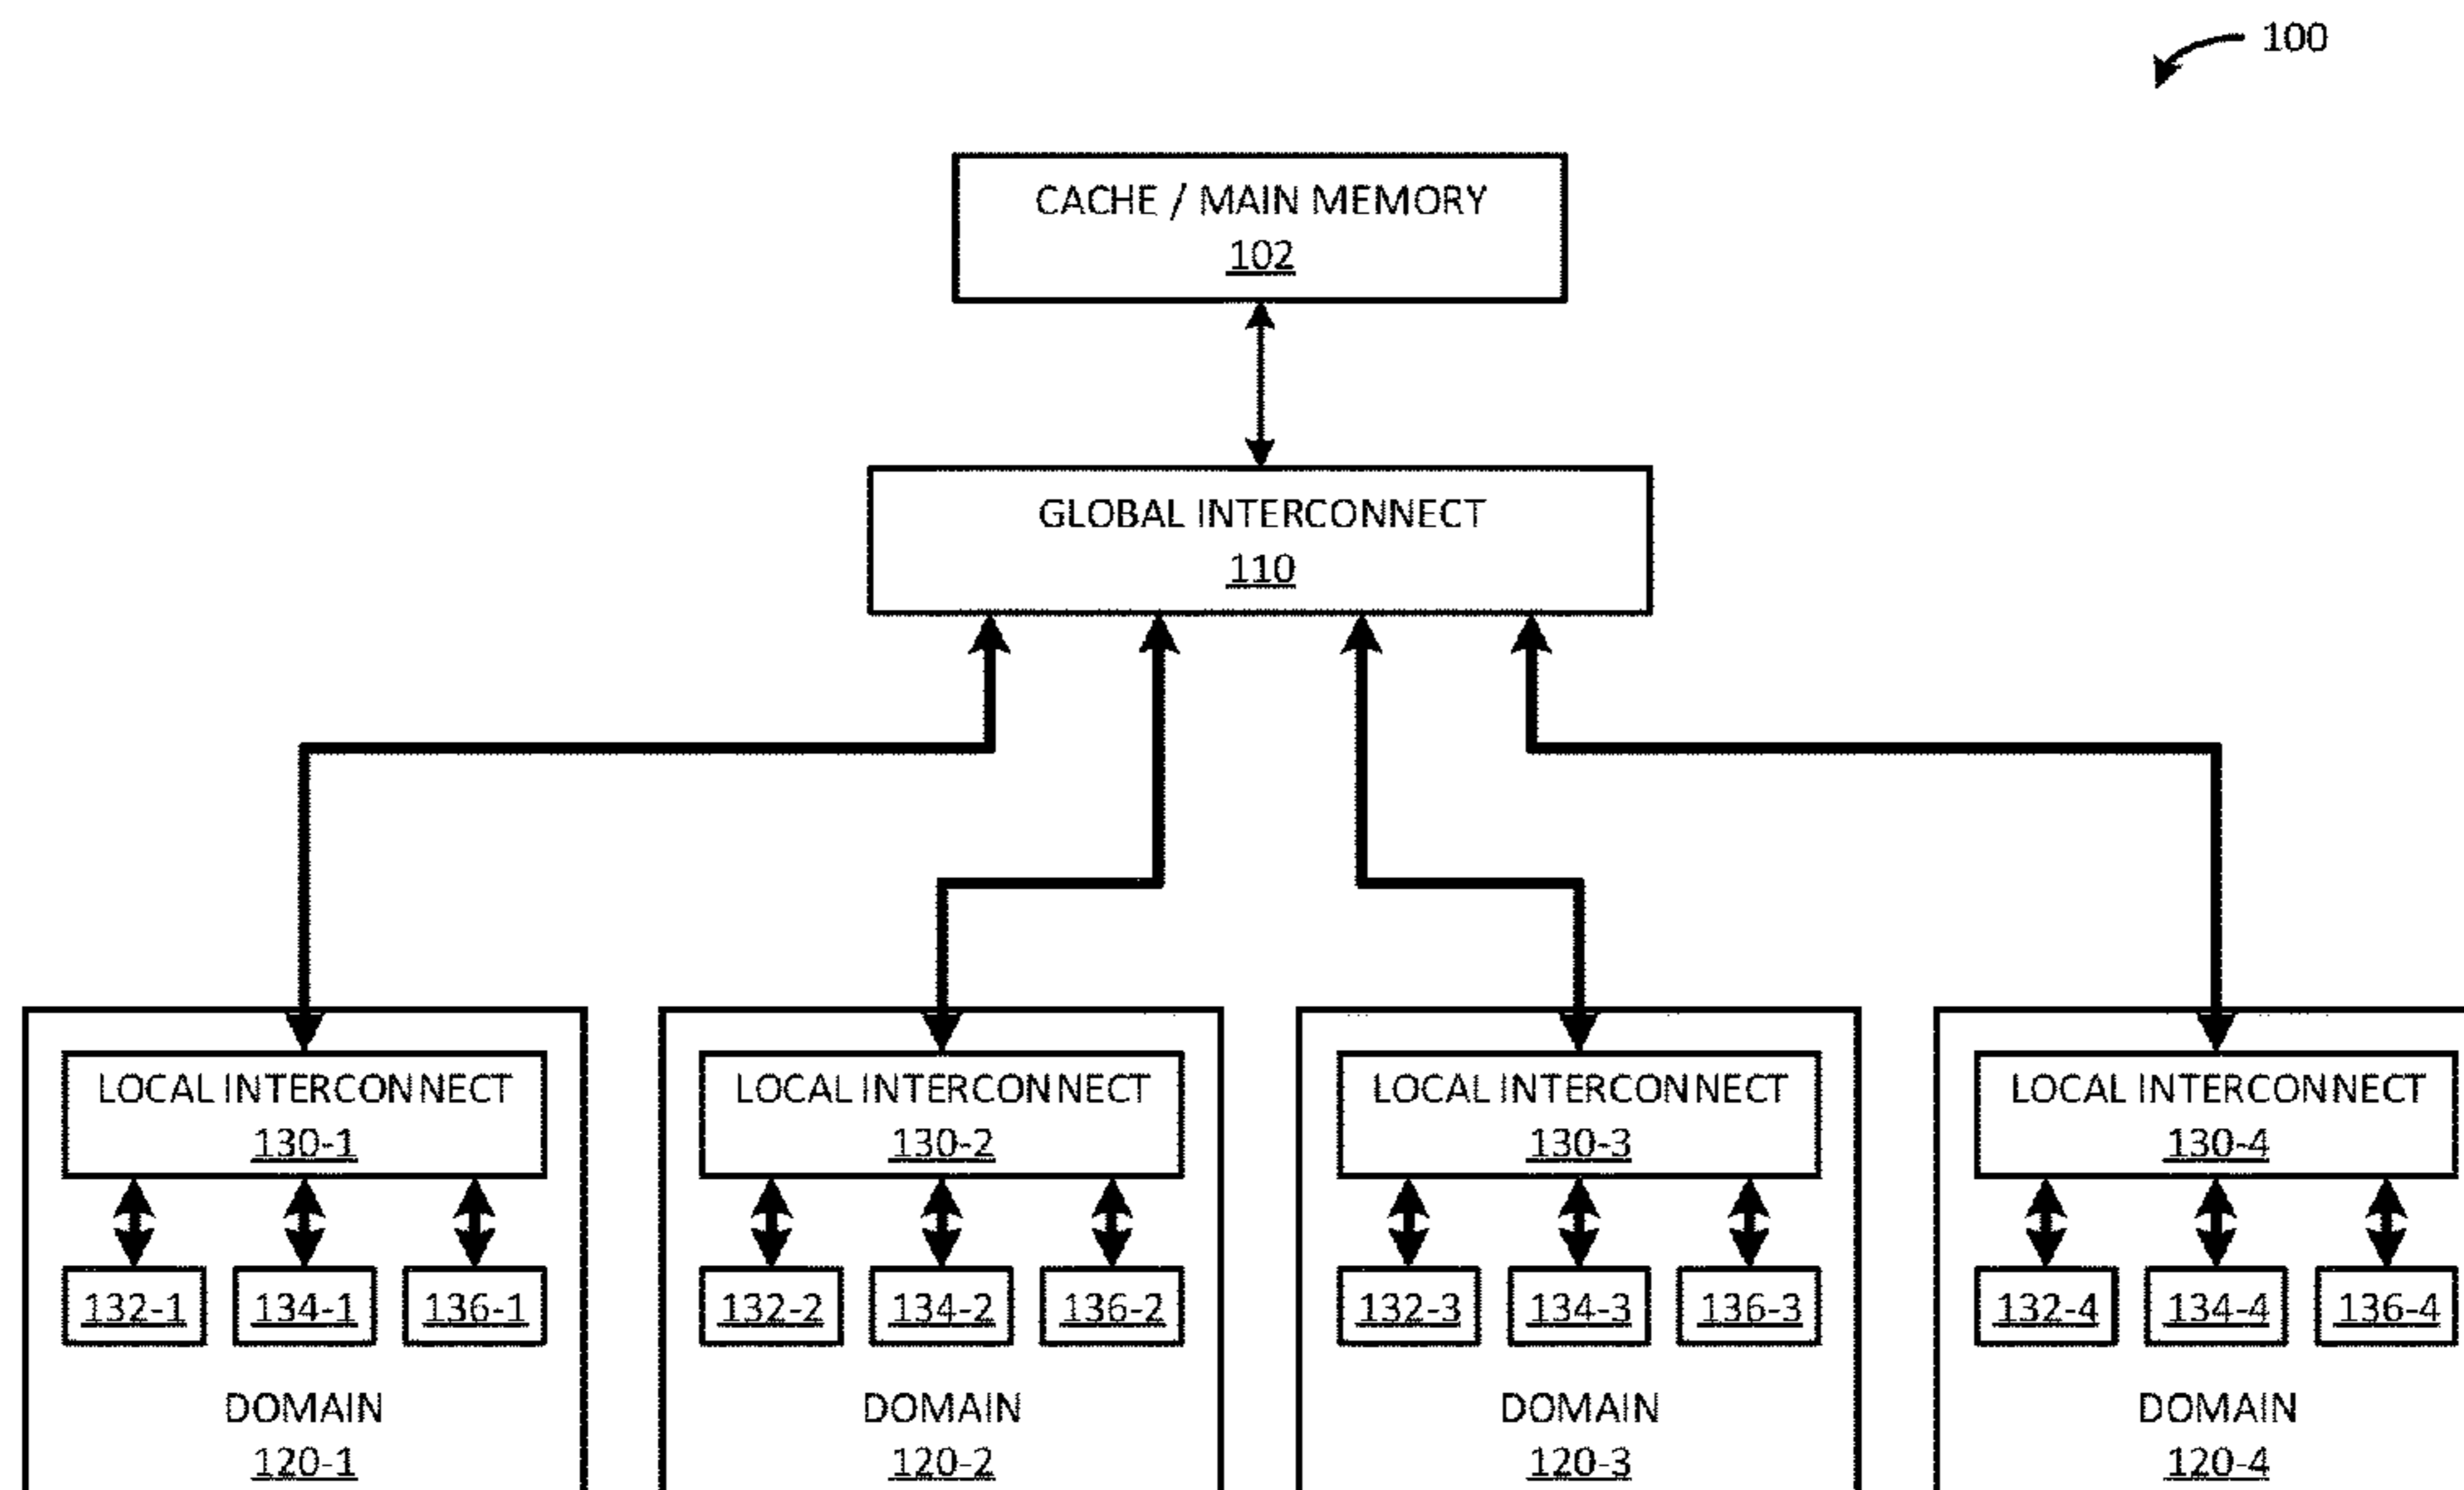 100
CACHE / MAIN MEMORY
102
GLOBAL INTERCONNECT
110
LOCAL INTERCONNECT
130-1
LOCAL INTERCONNECT
130-2
LOCAL INTERCONNECT
130-3
LOCAL INTERCONNECT
130-4
132-1 134-1 136-1
132-2 134-2 136-2
132-3 134-3 136-3
132-4 134-4 136-4
DOMAIN
120-1
DOMAIN
120-2
DOMAIN
120-3
DOMAIN
120-4